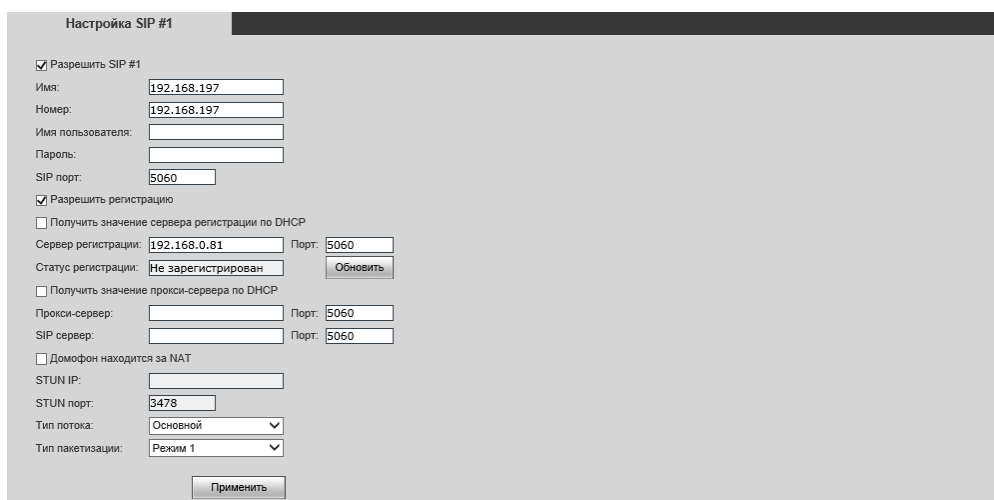 Настройка SIP #1
Разрешить SIP #1
Имя: 192.168.197
Номер: 192.168.197
Имя пользователя:
Пароль:
SIP порт: 5060
Разрешить регистрацию
Получить значение сервера регистрации по DHCP
Сервер регистрации: 192.168.0.81 Порт: 5060
Статус регистрации: Не зарегистрирован Обновить
Получить значение прокси-сервера по DHCP
Прокси-сервер: Порт: 5060
SIP сервер: Порт: 5060
Домофон находится за NAT
STUN IP:
STUN порт: 3478
Тип потока: Основной
Тип пакетизации: Режим 1
Применить